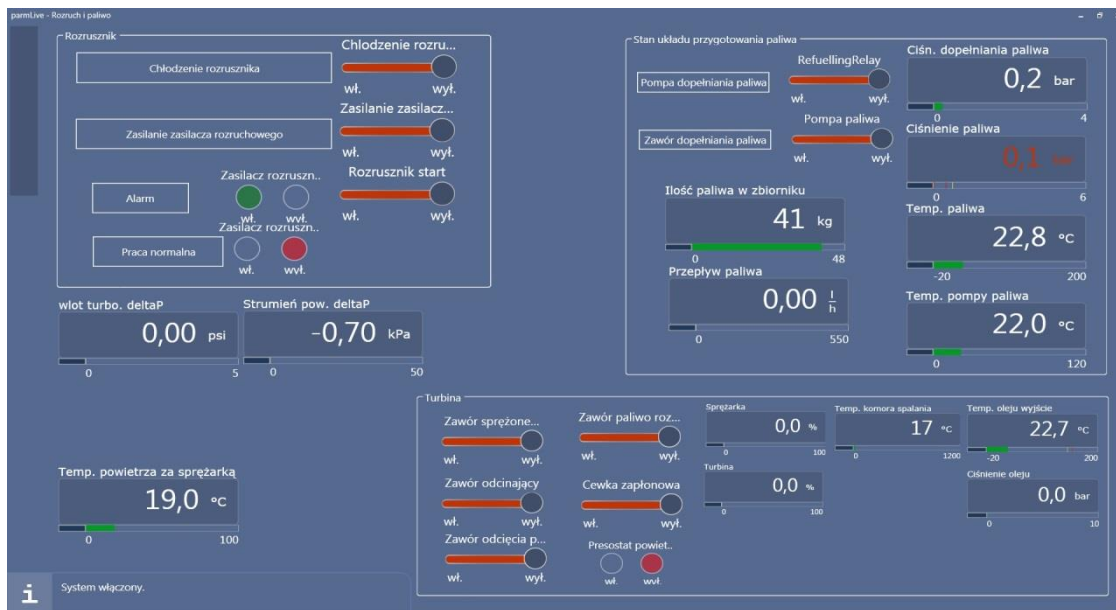 parmLive - Rozruch i paliwo
Rozrusznik
Chłodzenie rozrusznika
Chłodzenie rozru...
wł. wył.
Zasilanie zasilacza rozruchowego
Zasilanie zasilacz...
wł. wył.
Rozrusznik start
wł. wył.
Alarm
Zasilacz rozruszn..
wł. wył.
Praca normalna
Zasilacz rozruszn..
wł. wył.
wlot turbo. deltaP
0,00 psi
0 5
Strumień pow. deltaP
-0,70 kPa
0 50
Temp. powietrza za sprężarką
19,0 °C
0 100
Stan układu przygotowania paliwa
Pompa dopełniania paliwa
RefuellingRelay
wł. wył.
Zawór dopełniania paliwa
Pompa paliwa
wł. wył.
Ilość paliwa w zbiorniku
41 kg
0 48
Przepływ paliwa
0,00 l/h
0 550
Ciśn. dopełniania paliwa
0,2 bar
0 4
Ciśnienie paliwa
0,1 bar
0 6
Temp. paliwa
22,8 °C
-20 200
Temp. pompy paliwa
22,0 °C
0 120
Turbina
Zawór sprężone...
wł. wył.
Zawór odcinający
wł. wył.
Zawór odcięcia p...
wł. wył.
Zawór paliwo roz...
wł. wył.
Cewka zapłonowa
wł. wył.
Presostat powiet..
wł. wył.
Sprężarka
0,0 %
0 100
Turbina
0,0 %
0 100
Temp. komora spalania
17 °C
0 1200
Temp. oleju wyjście
22,7 °C
-20 200
Ciśnienie oleju
0,0 bar
0 10
i
System włączony.